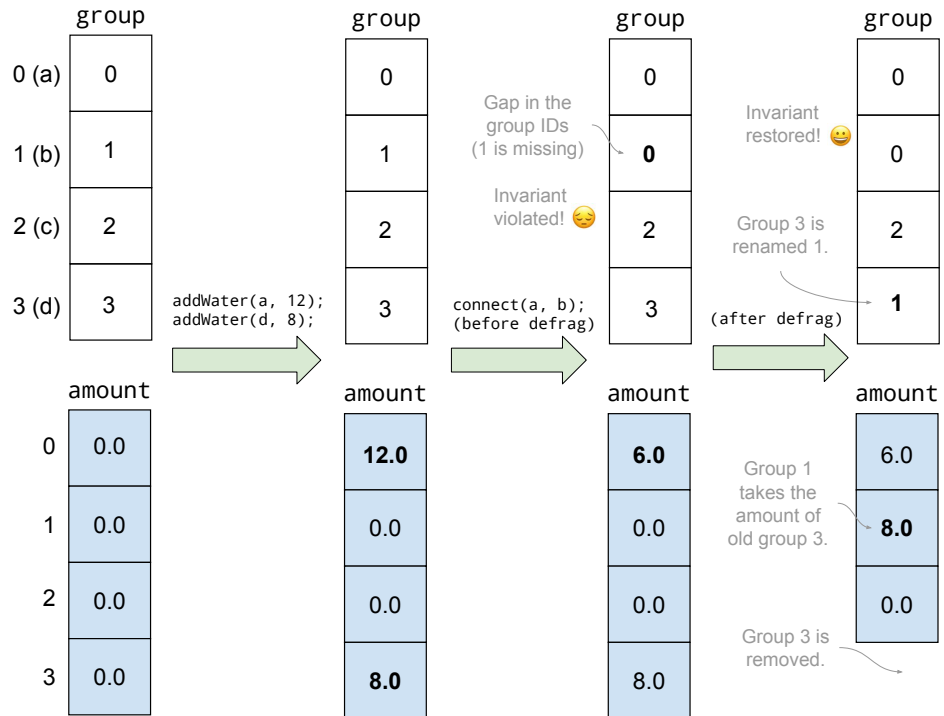 group group group group
0 (a) 0 0 0 0
Gap in the
group IDs
(1 is missing)
Invariant
restored! 😀
1 (b) 1 1 0 0
Invariant
violated! 😔
2 (c) 2 2 2 2
Group 3 is
renamed 1.
3 (d) 3 3 3 1
addWater(a, 12);
addWater(d, 8);
connect(a, b);
(before defrag)
(after defrag)
amount amount amount amount
0 0.0 12.0 6.0 6.0
Group 1
takes the
amount of
old group 3.
1 0.0 0.0 0.0 8.0
2 0.0 0.0 0.0 0.0
Group 3 is
removed.
3 0.0 8.0 8.0